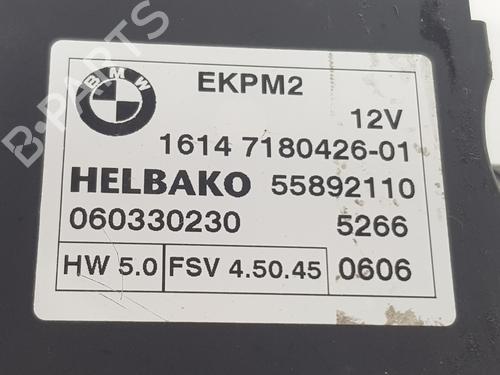 B-PARTS
BMW
EKPM2
12V
1614 7180426-01
HELBAKO 55892110
060330230 5266
HW 5.0 FSV 4.50.45 0606